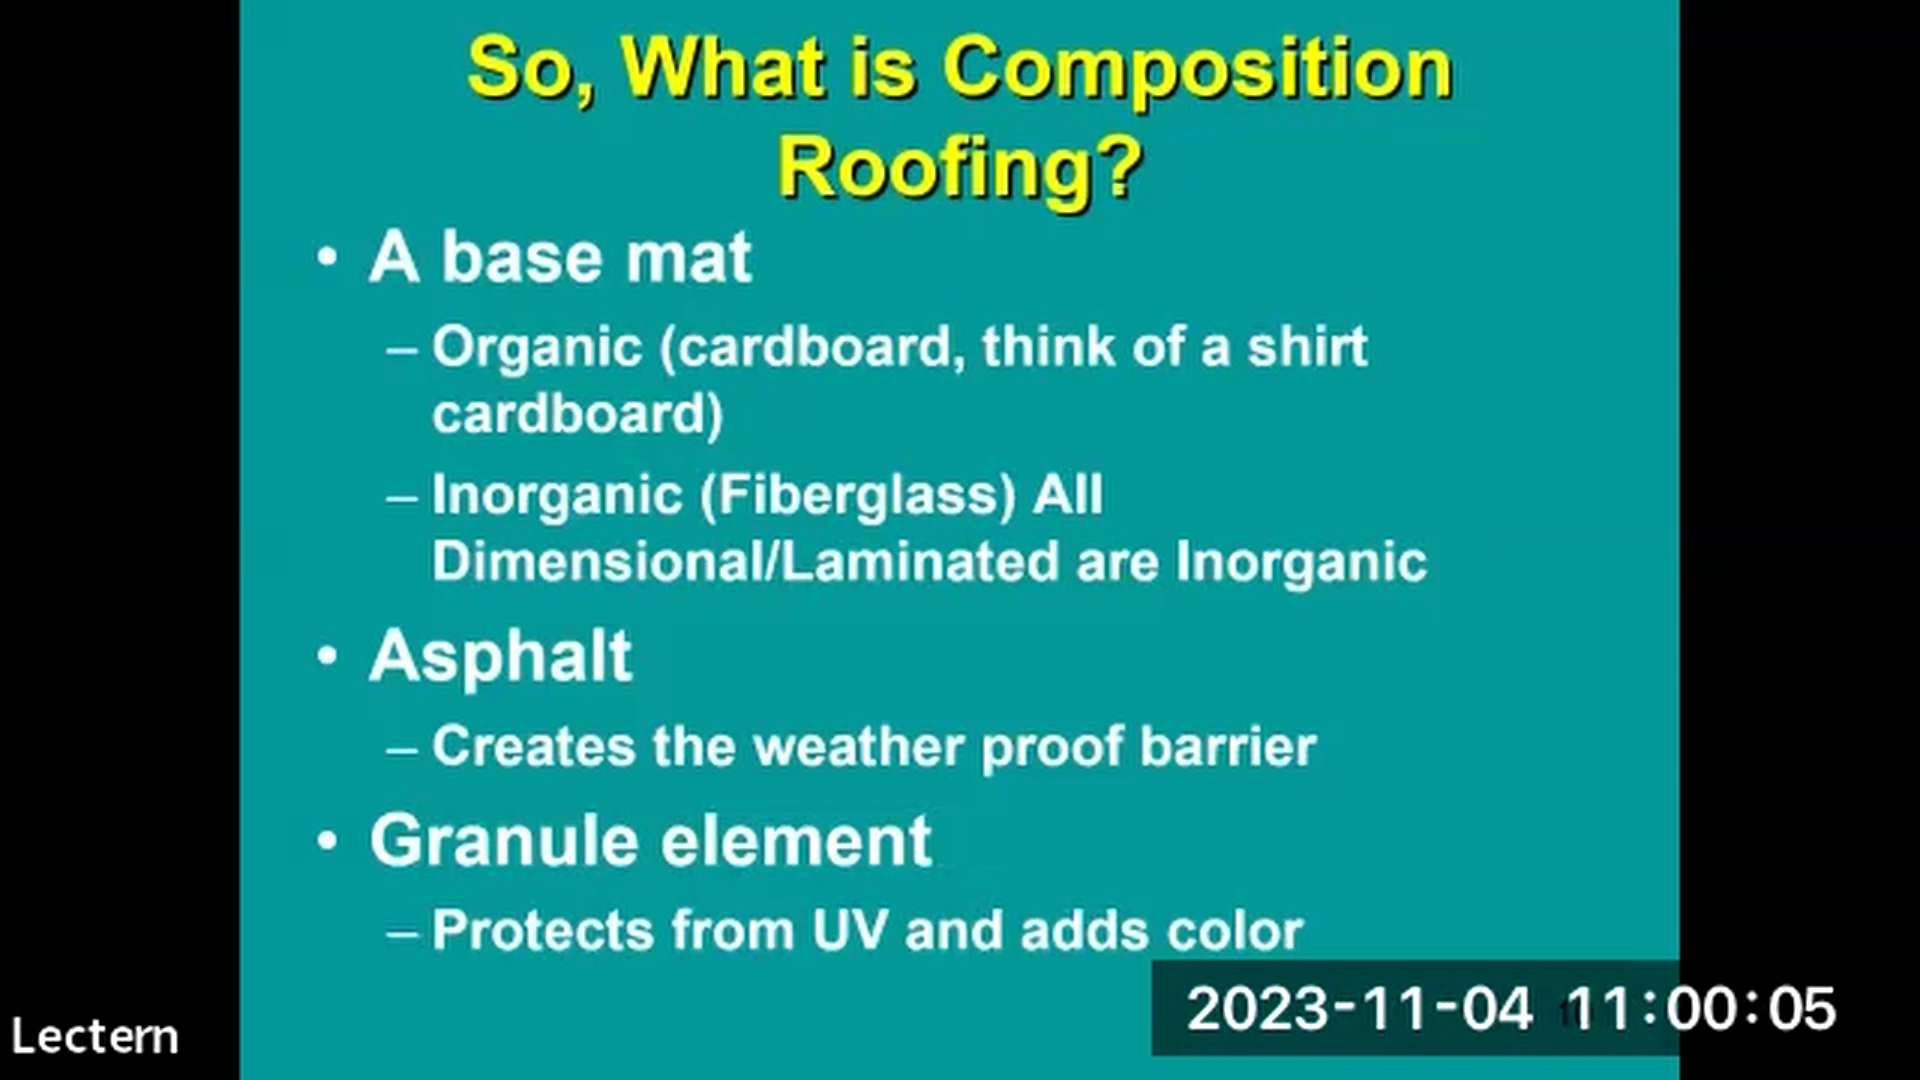 So, What is Composition
Roofing?
• A base mat
– Organic (cardboard, think of a shirt
cardboard)
– Inorganic (Fiberglass) All
Dimensional/Laminated are Inorganic
• Asphalt
– Creates the weather proof barrier
• Granule element
– Protects from UV and adds color
2023-11-04 11:00:05
Lectern